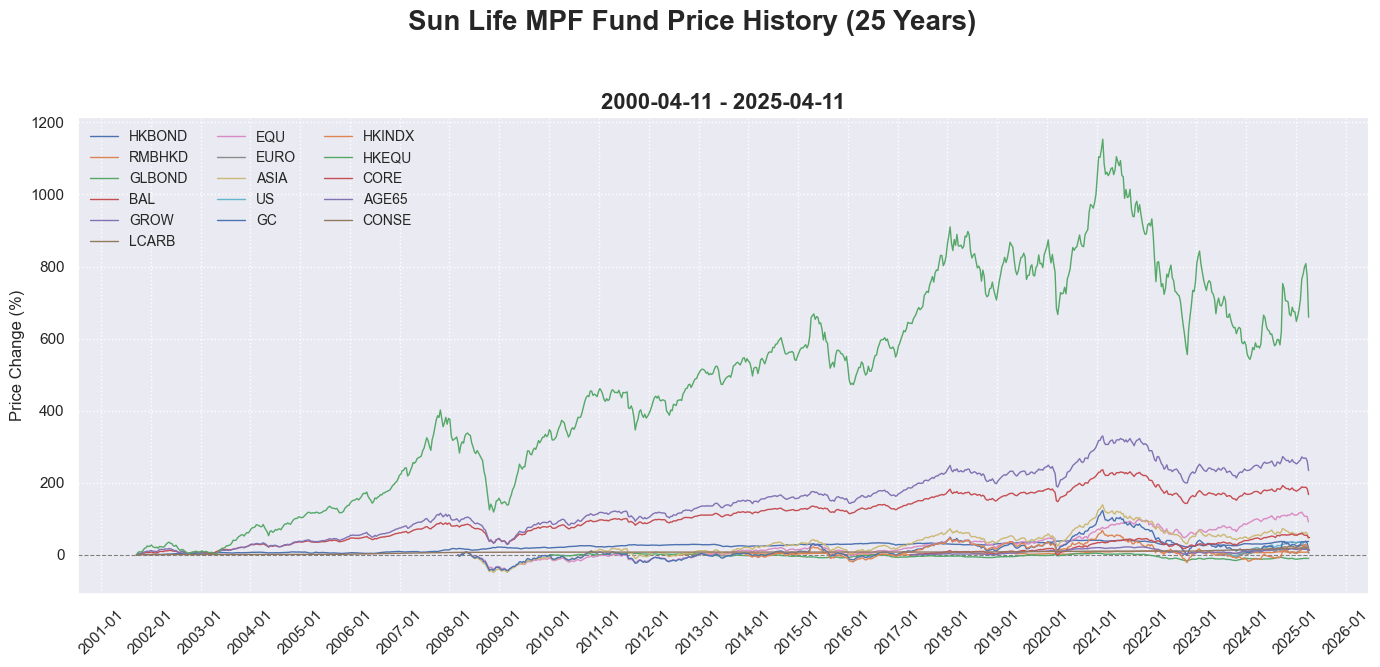 Sun Life MPF Fund Price History (25 Years)
2000-04-11 - 2025-04-11
Price Change (%)
1200
1000
800
600
400
200
0
HKBOND
RMBHKD
GLBOND
BAL
GROW
LCARB
EQU
EURO
ASIA
US
GC
HKINDX
HKEQU
CORE
AGE65
CONSE
2001-01
2002-01
2003-01
2004-01
2005-01
2006-01
2007-01
2008-01
2009-01
2010-01
2011-01
2012-01
2013-01
2014-01
2015-01
2016-01
2017-01
2018-01
2019-01
2020-01
2021-01
2022-01
2023-01
2024-01
2025-01
2026-01